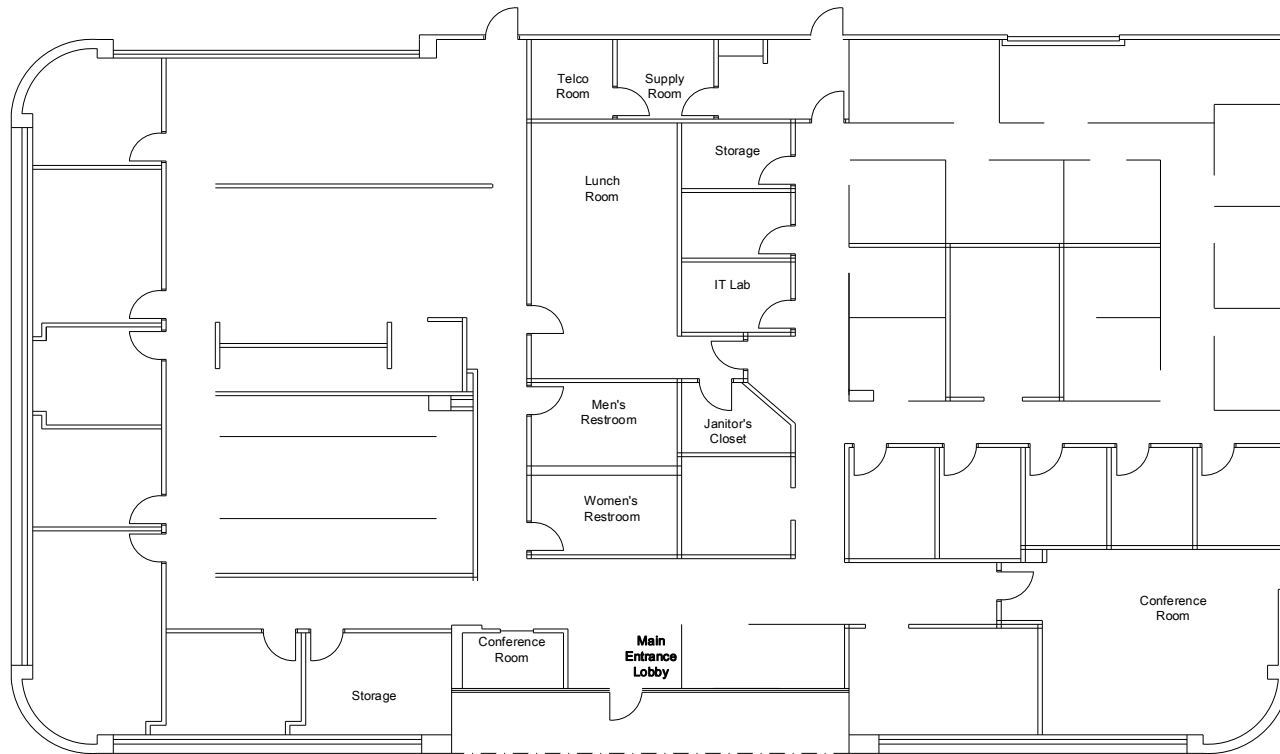 Telco
Room
Supply
Room
Storage
Lunch
Room
IT Lab
Men's
Restroom
Janitor's
Closet
Women's
Restroom
Conference
Room
Conference
Room
Main
Entrance
Lobby
Storage